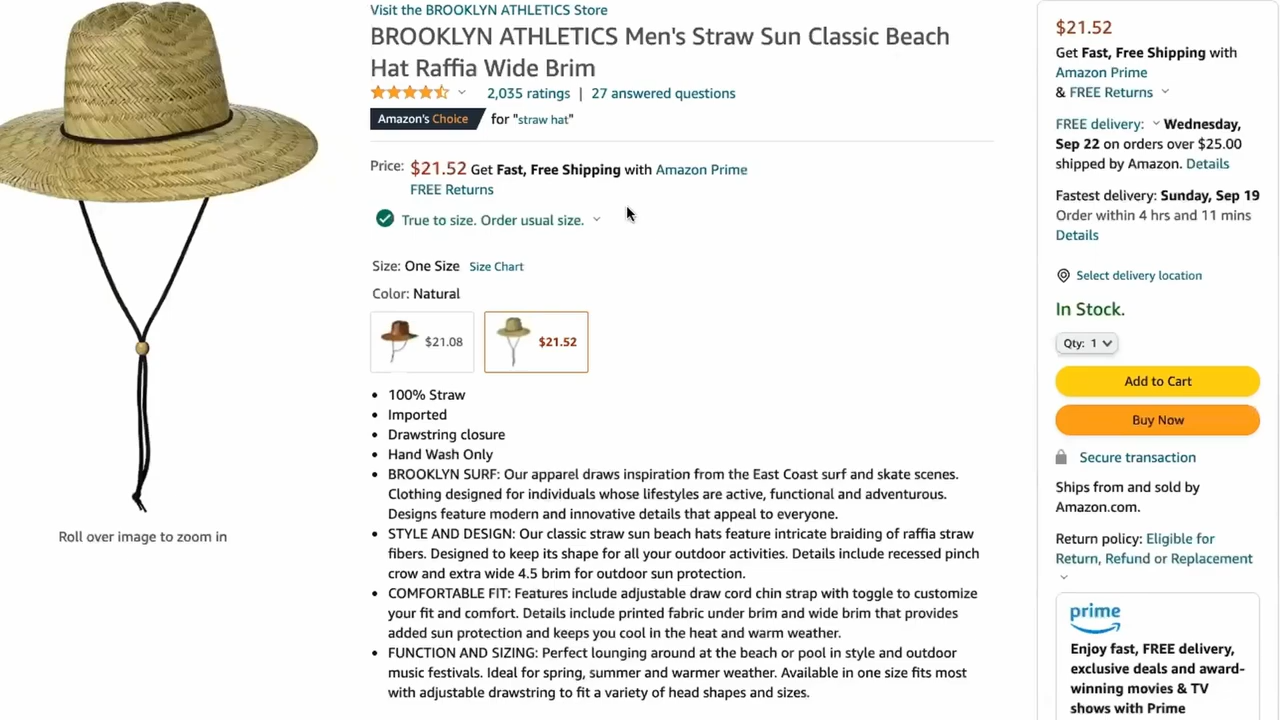 Visit the BROOKLYN ATHLETICS Store
BROOKLYN ATHLETICS Men's Straw Sun Classic Beach
Hat Raffia Wide Brim
2,035 ratings | 27 answered questions
Amazon's Choice for "straw hat"
Price: $21.52 Get Fast, Free Shipping with Amazon Prime
FREE Returns
True to size. Order usual size.
Size: One Size Size Chart
Color: Natural
$21.08
$21.52
• 100% Straw
• Imported
• Drawstring closure
• Hand Wash Only
• BROOKLYN SURF: Our apparel draws inspiration from the East Coast surf and skate scenes.
Clothing designed for individuals whose lifestyles are active, functional and adventurous.
Designs feature modern and innovative details that appeal to everyone.
• STYLE AND DESIGN: Our classic straw sun beach hats feature intricate braiding of raffia straw
fibers. Designed to keep its shape for all your outdoor activities. Details include recessed pinch
crow and extra wide 4.5 brim for outdoor sun protection.
• COMFORTABLE FIT: Features include adjustable draw cord chin strap with toggle to customize
your fit and comfort. Details include printed fabric under brim and wide brim that provides
added sun protection and keeps you cool in the heat and warm weather.
• FUNCTION AND SIZING: Perfect lounging around at the beach or pool in style and outdoor
music festivals. Ideal for spring, summer and warmer weather. Available in one size fits most
with adjustable drawstring to fit a variety of head shapes and sizes.
Roll over image to zoom in
$21.52
Get Fast, Free Shipping with
Amazon Prime
& FREE Returns
FREE delivery: Wednesday,
Sep 22 on orders over $25.00
shipped by Amazon. Details
Fastest delivery: Sunday, Sep 19
Order within 4 hrs and 11 mins
Details
Select delivery location
In Stock.
Qty: 1
Add to Cart
Buy Now
Secure transaction
Ships from and sold by
Amazon.com.
Return policy: Eligible for
Return, Refund or Replacement
prime
Enjoy fast, FREE delivery,
exclusive deals and award-
winning movies & TV
shows with Prime